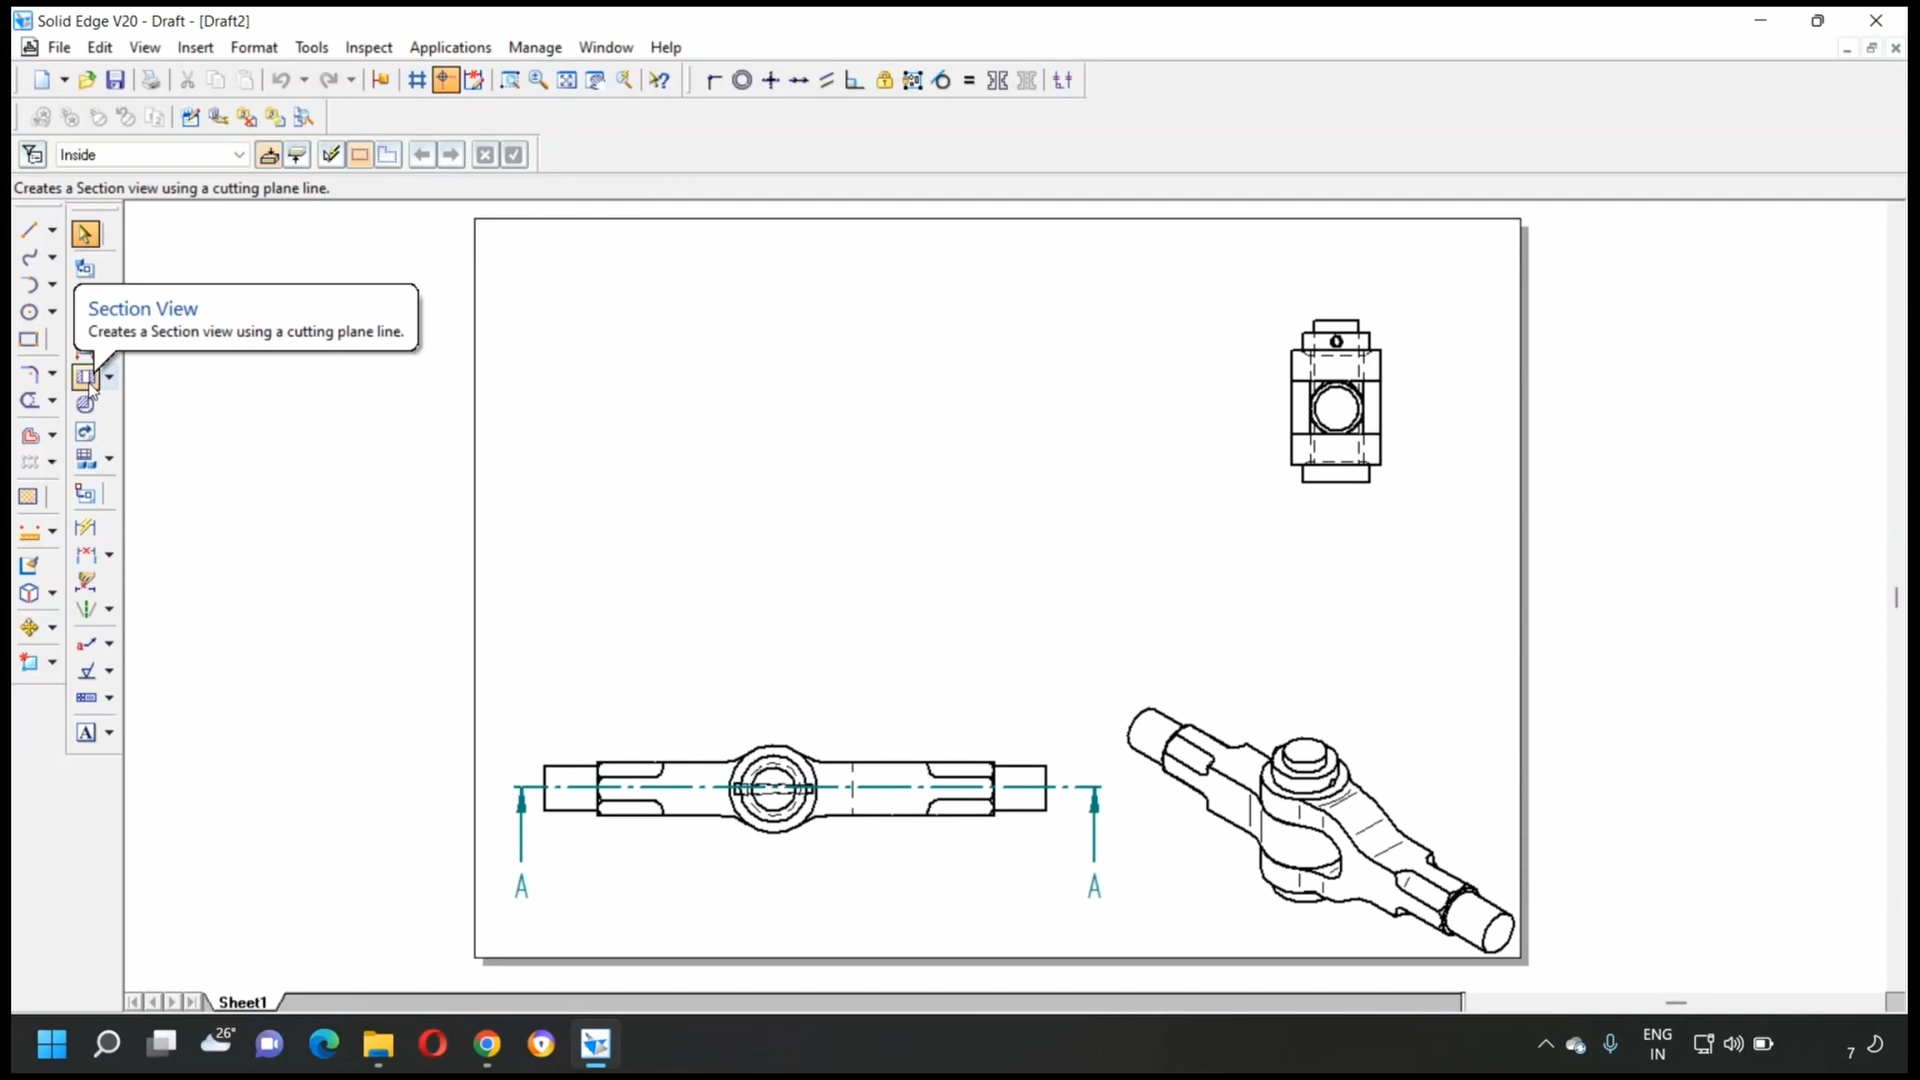 Solid Edge V20 - Draft - [Draft2]
File Edit View Insert Format Tools Inspect Applications Manage Window Help
Inside
Creates a Section view using a cutting plane line.
Section View
Creates a Section view using a cutting plane line.
A
A A
Sheet1
26°
ENG
IN
7